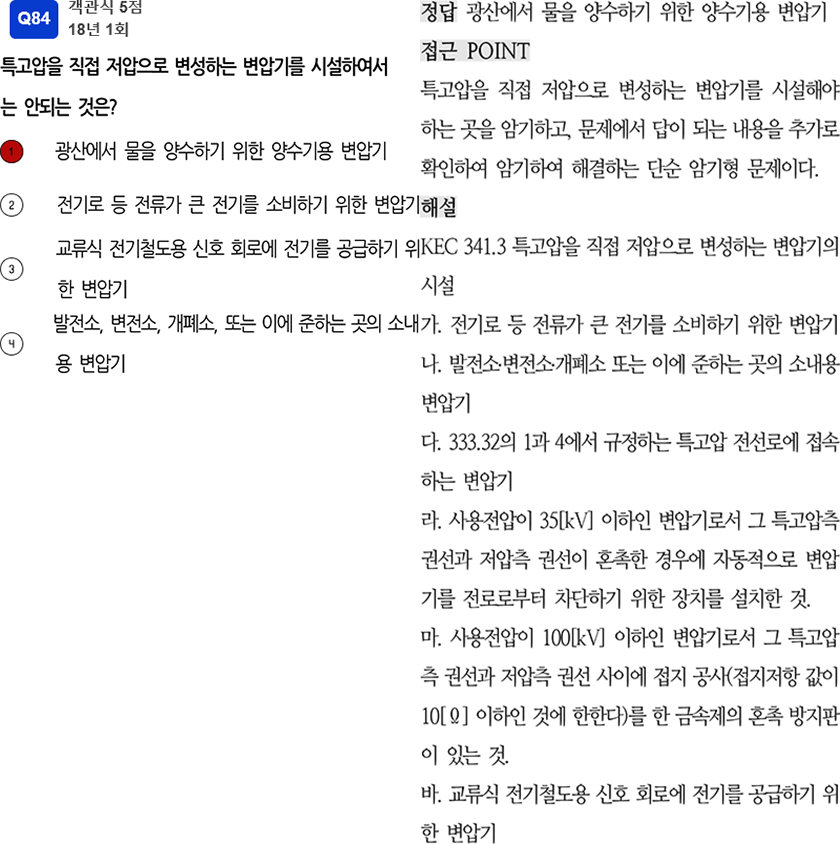 Q84
객관식 5점
18년 1회
특고압을 직접 저압으로 변성하는 변압기를 시설하여서
는 안되는 것은?
1 광산에서 물을 양수하기 위한 양수기용 변압기
2 전기로 등 전류가 큰 전기를 소비하기 위한 변압기
3 교류식 전기철도용 신호 회로에 전기를 공급하기 위
한 변압기
4 발전소, 변전소, 개폐소, 또는 이에 준하는 곳의 소내
용 변압기
정답 광산에서 물을 양수하기 위한 양수기용 변압기
접근 POINT
특고압을 직접 저압으로 변성하는 변압기를 시설해야
하는 곳을 암기하고, 문제에서 답이 되는 내용을 추가로
확인하여 암기하여 해결하는 단순 암기형 문제이다.
해설
KEC 341.3 특고압을 직접 저압으로 변성하는 변압기의
시설
가. 전기로 등 전류가 큰 전기를 소비하기 위한 변압기
나. 발전소·변전소·개폐소 또는 이에 준하는 곳의 소내용
변압기
다. 333.32의 1과 4에서 규정하는 특고압 전선로에 접속
하는 변압기
라. 사용전압이 35[kV] 이하인 변압기로서 그 특고압측
권선과 저압측 권선이 혼촉한 경우에 자동적으로 변압
기를 전로로부터 차단하기 위한 장치를 설치한 것.
마. 사용전압이 100[kV] 이하인 변압기로서 그 특고압
측 권선과 저압측 권선 사이에 접지 공사(접지저항 값이
10[Ω] 이하인 것에 한한다)를 한 금속제의 혼촉 방지판
이 있는 것.
바. 교류식 전기철도용 신호 회로에 전기를 공급하기 위
한 변압기